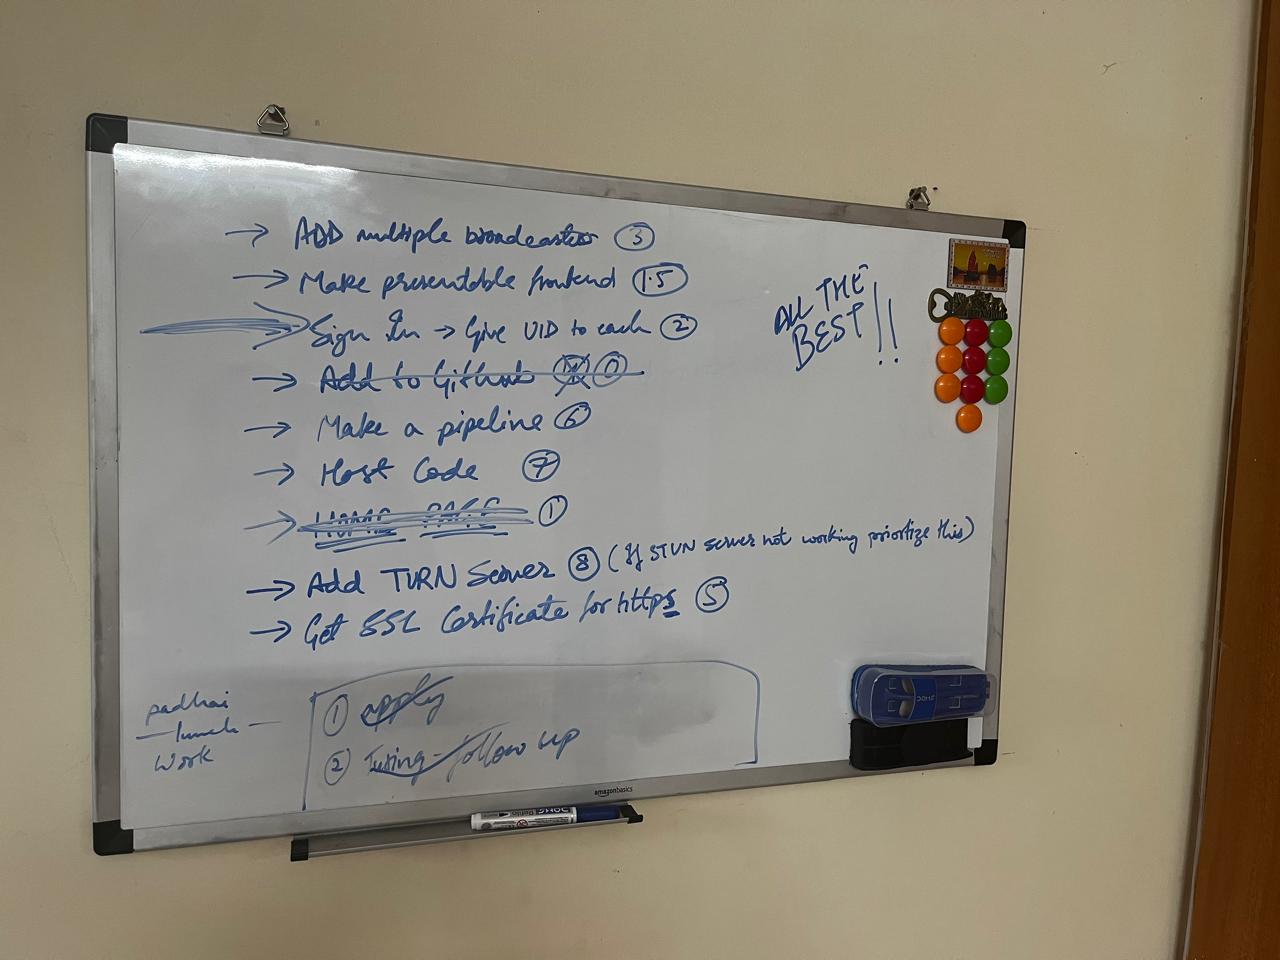 → ADD multiple broadcaster ③
→ Make presentable frontend (1.5)
→ Sign In → Give UID to each ②
→ Add to Github ⓪
→ Make a pipeline ⑥
→ Host Code ⑦
→ HOME PAGE ①
→ Add TURN Server ⑧ (If STUN server not working prioritize this)
→ Get SSL Certificate for https ⑤
ALL THE
BEST!!
padhai
— lunch —
work
① apply
② Turing - follow up
amazonbasics